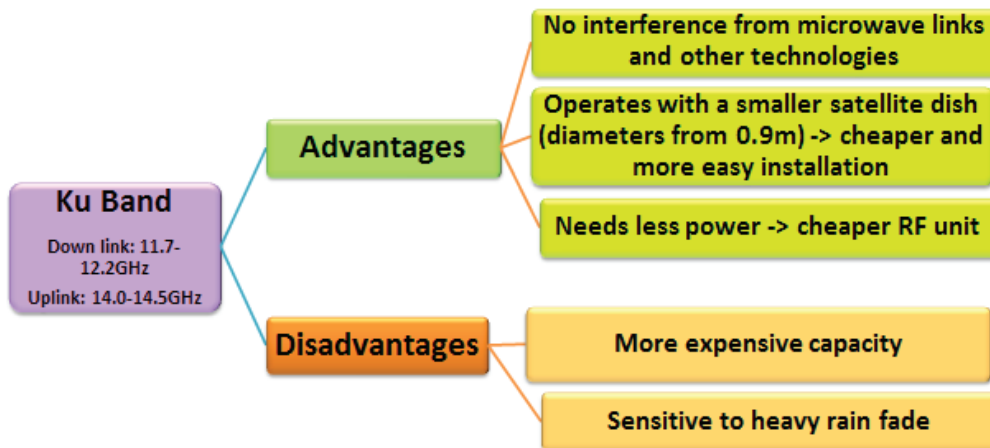 Ku Band
Down link: 11.7-
12.2GHz
Uplink: 14.0-14.5GHz
Advantages
No interference from microwave links
and other technologies
Operates with a smaller satellite dish
(diameters from 0.9m) -> cheaper and
more easy installation
Needs less power -> cheaper RF unit
Disadvantages
More expensive capacity
Sensitive to heavy rain fade